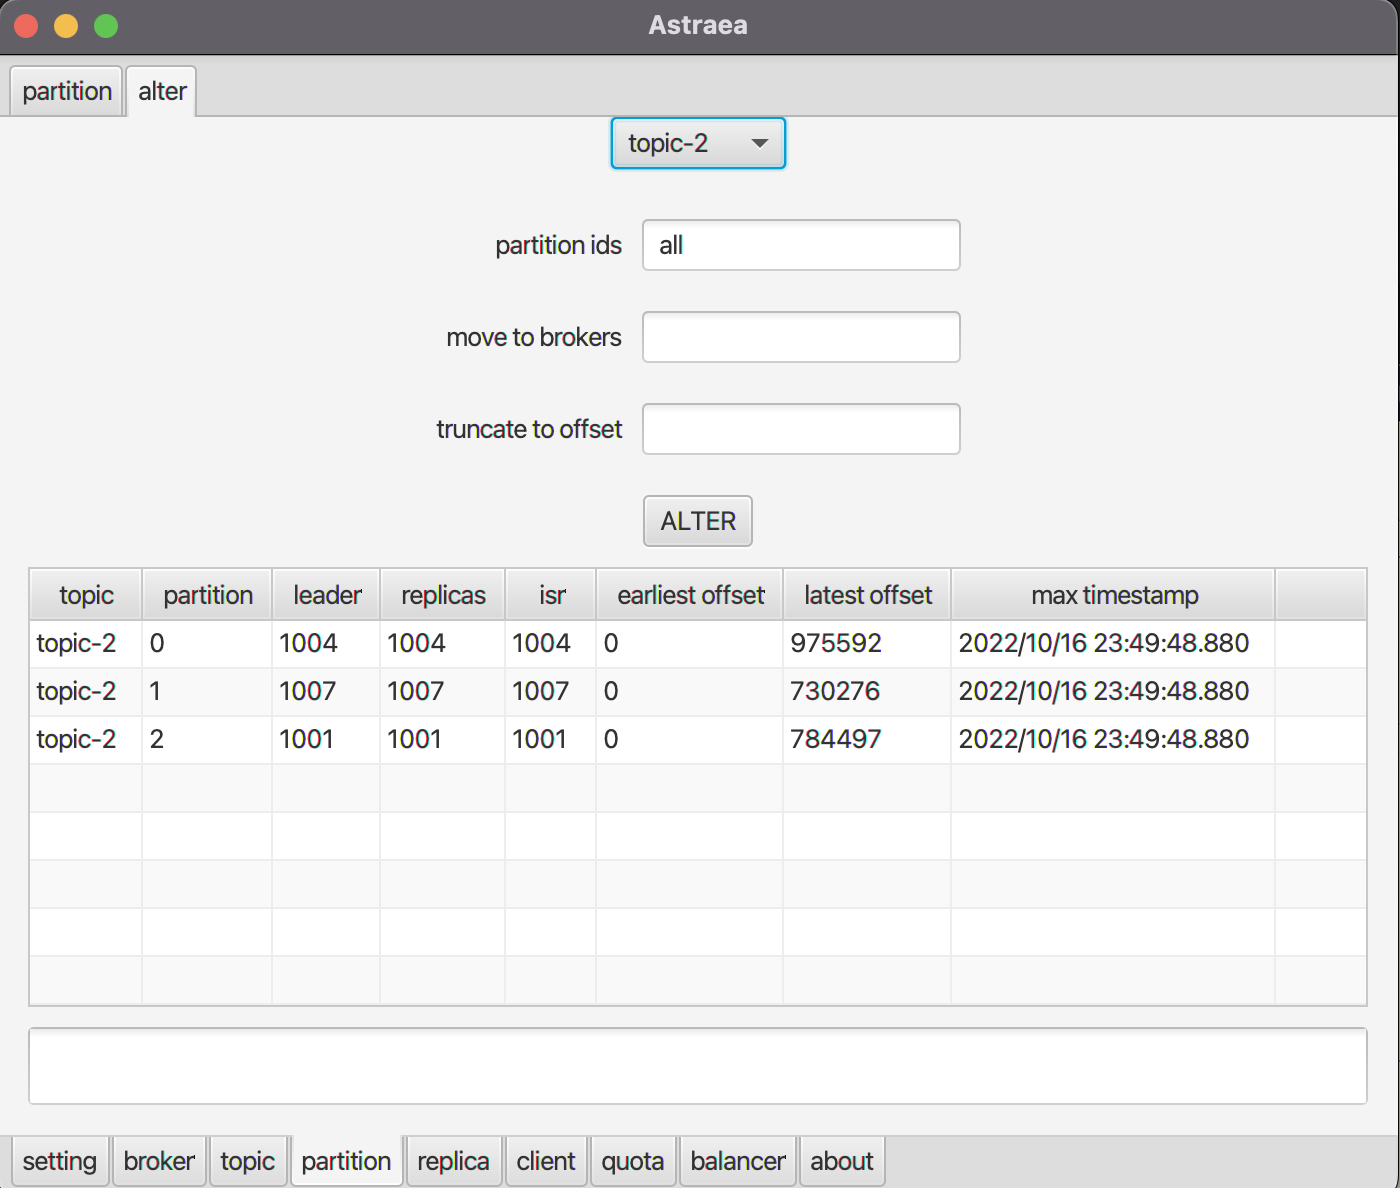 Astraea
partition alter
topic-2
partition ids all
move to brokers
truncate to offset
ALTER
topic partition leader replicas isr earliest offset latest offset max timestamp
topic-2 0 1004 1004 1004 0 975592 2022/10/16 23:49:48.880
topic-2 1 1007 1007 1007 0 730276 2022/10/16 23:49:48.880
topic-2 2 1001 1001 1001 0 784497 2022/10/16 23:49:48.880
setting broker topic partition replica client quota balancer about